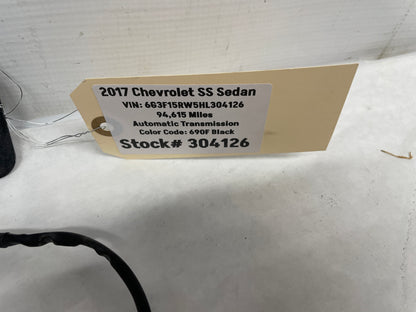 2017 Chevrolet SS Sedan
VIN: 6G3F15RW5HL304126
94,615 Miles
Automatic Transmission
Color Code: 690F Black
Stock# 304126